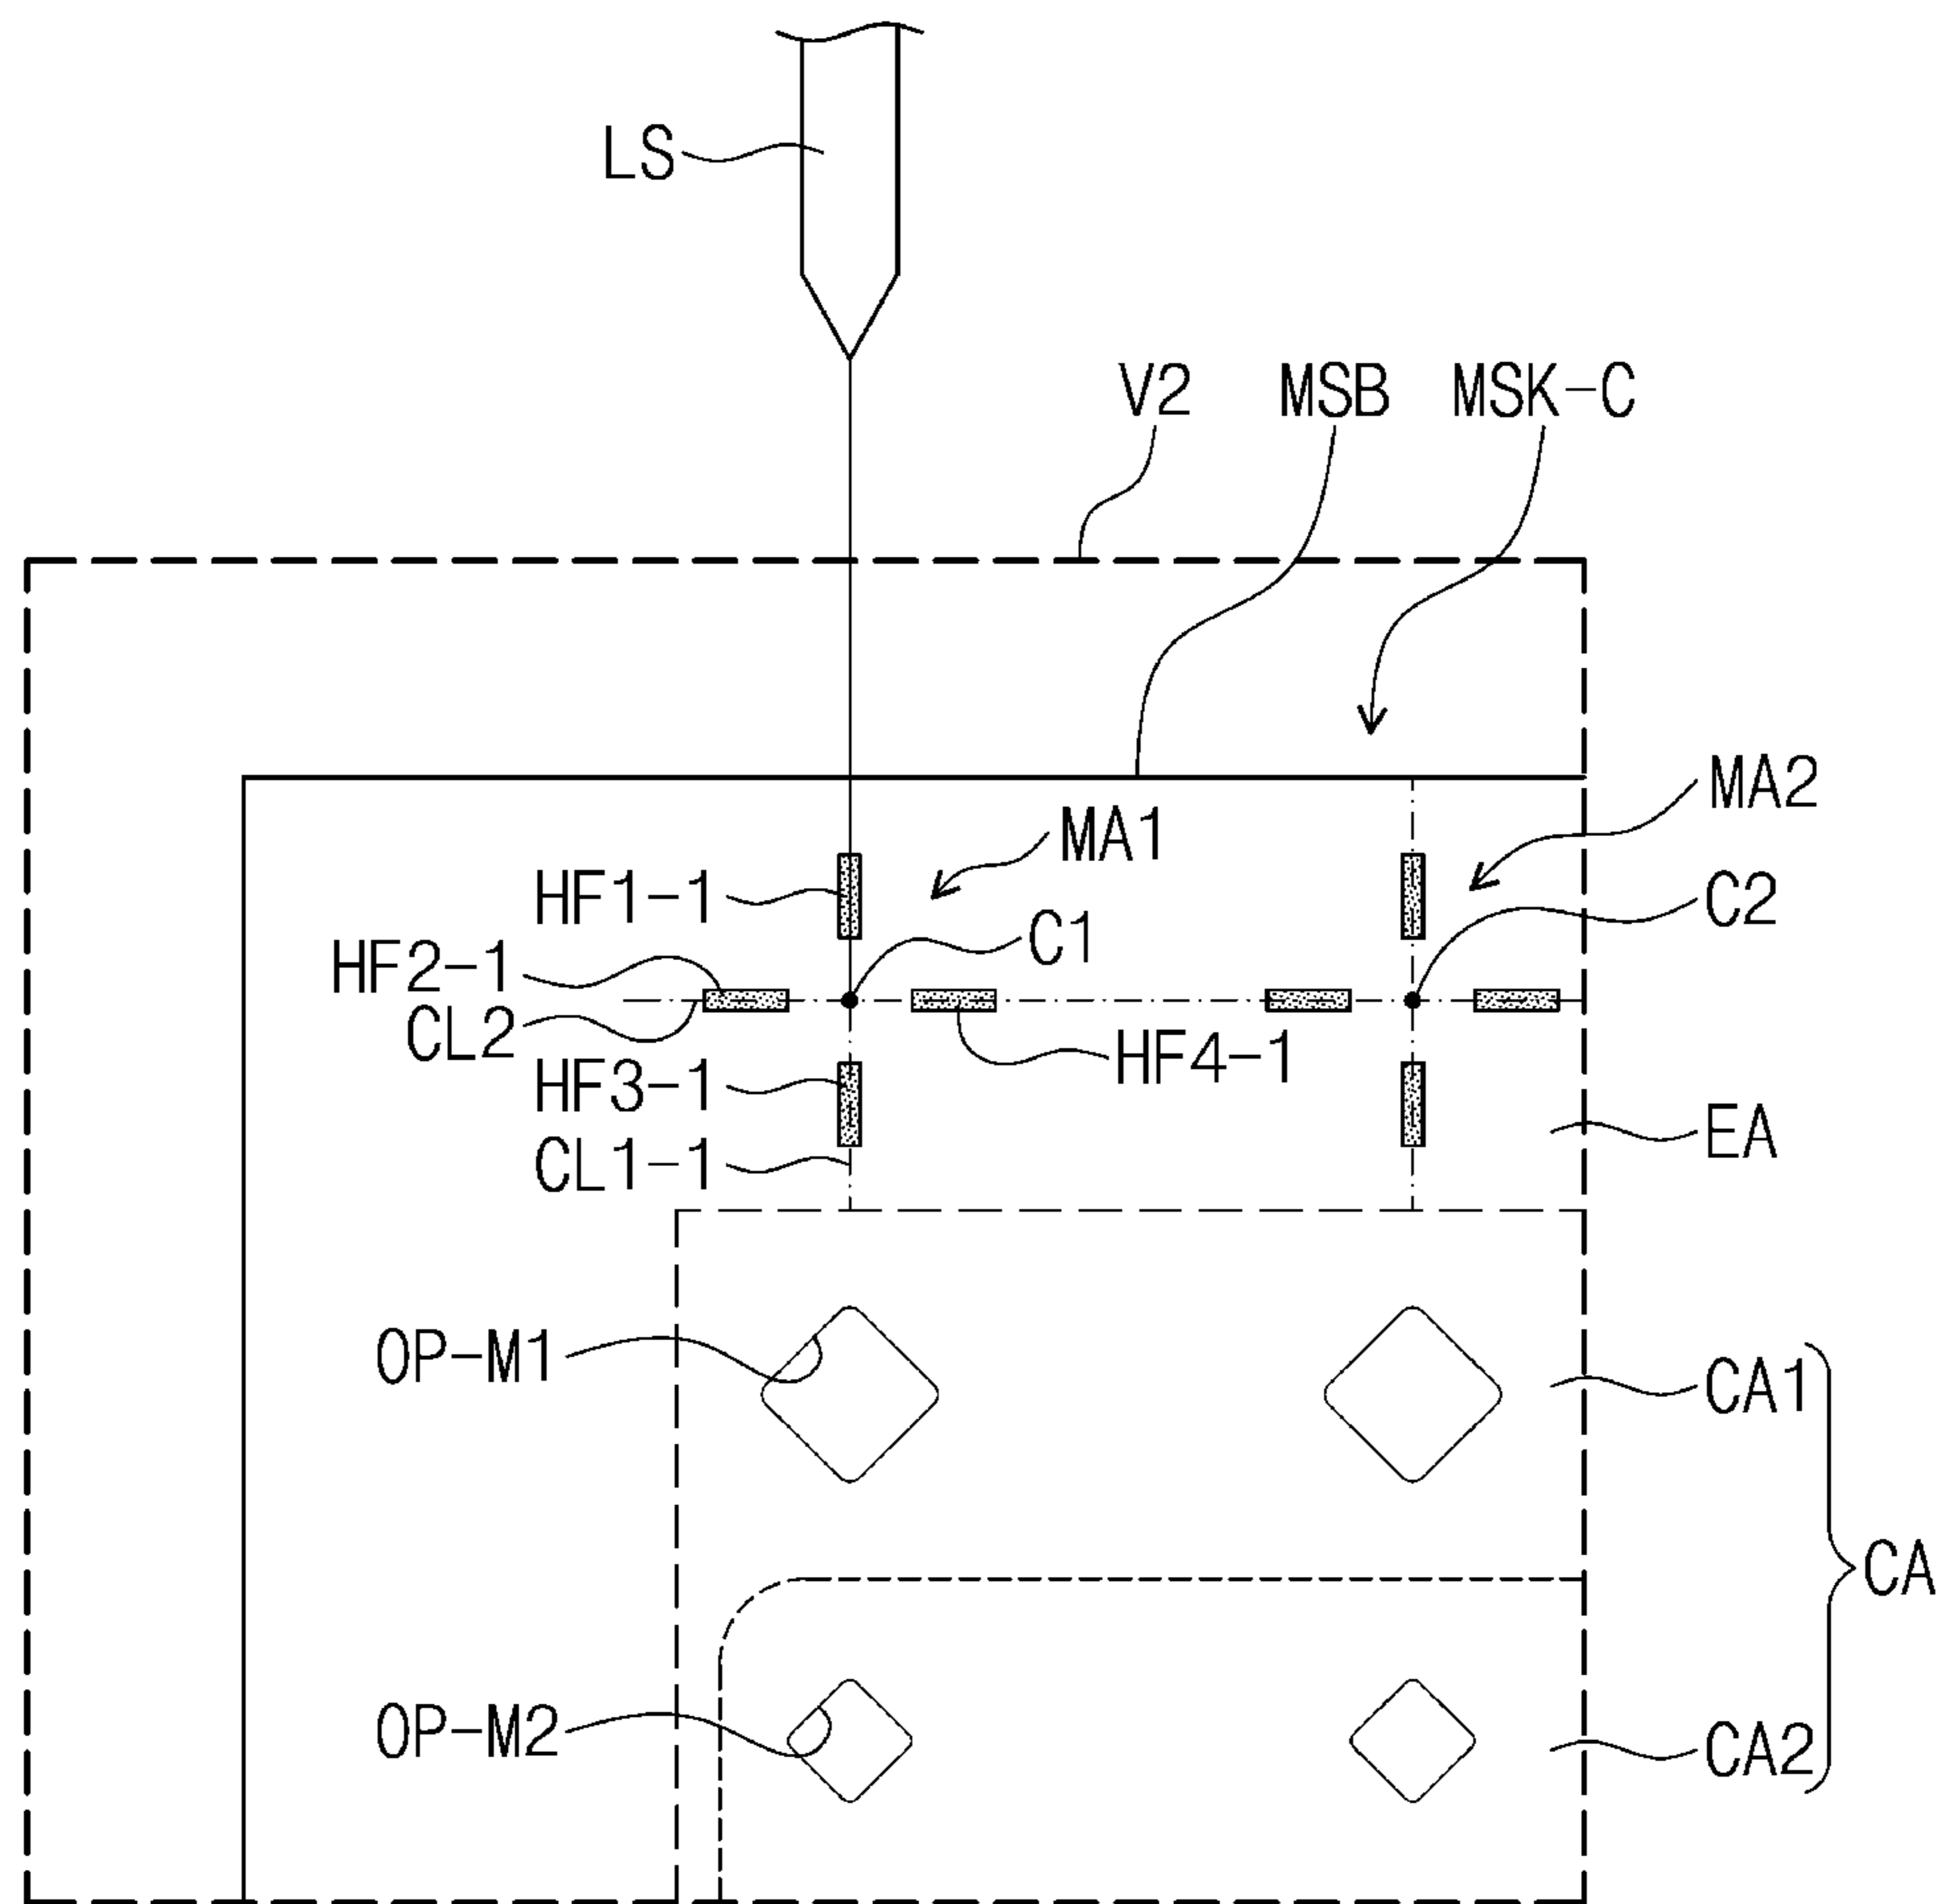 LS
V2 MSB MSK-C
MA2
MA1
HF1-1 C2
C1
HF2-1
CL2
HF4-1
HF3-1
EA
CL1-1
OP-M1
CA1
CA
OP-M2
CA2